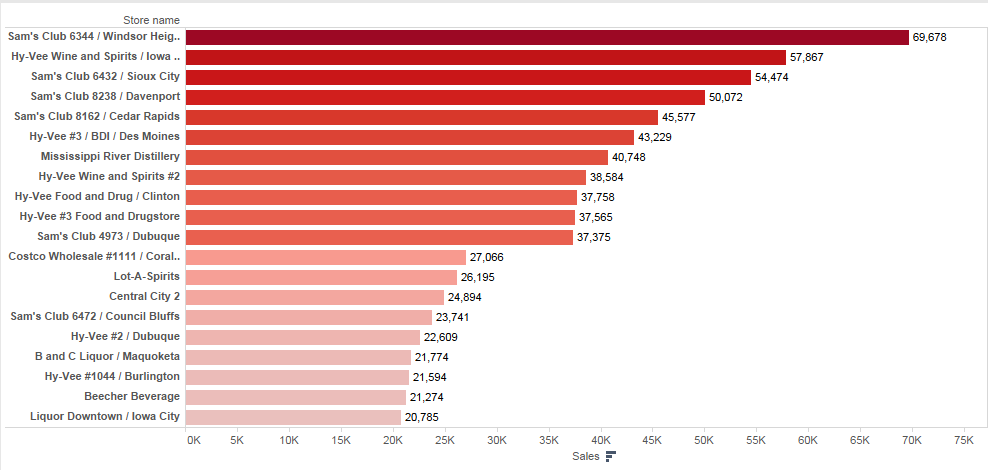 Store name
Sam's Club 6344 / Windsor Heig.. 69,678
Hy-Vee Wine and Spirits / Iowa .. 57,867
Sam's Club 6432 / Sioux City 54,474
Sam's Club 8238 / Davenport 50,072
Sam's Club 8162 / Cedar Rapids 45,577
Hy-Vee #3 / BDI / Des Moines 43,229
Mississippi River Distillery 40,748
Hy-Vee Wine and Spirits #2 38,584
Hy-Vee Food and Drug / Clinton 37,758
Hy-Vee #3 Food and Drugstore 37,565
Sam's Club 4973 / Dubuque 37,375
Costco Wholesale #1111 / Coral.. 27,066
Lot-A-Spirits 26,195
Central City 2 24,894
Sam's Club 6472 / Council Bluffs 23,741
Hy-Vee #2 / Dubuque 22,609
B and C Liquor / Maquoketa 21,774
Hy-Vee #1044 / Burlington 21,594
Beecher Beverage 21,274
Liquor Downtown / Iowa City 20,785
0K 5K 10K 15K 20K 25K 30K 35K 40K 45K 50K 55K 60K 65K 70K 75K
Sales